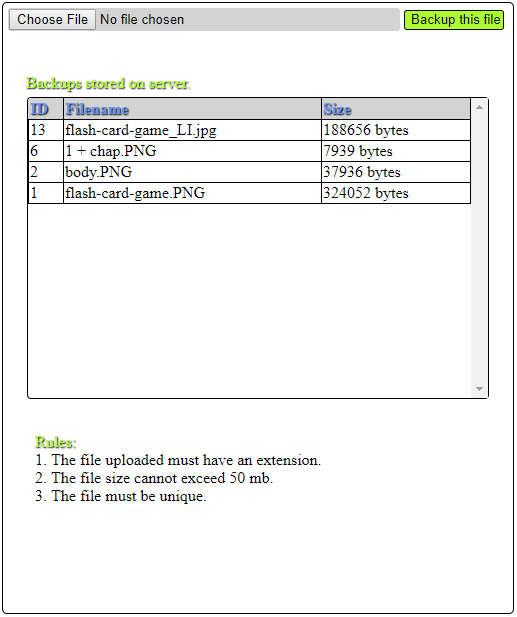 Choose File No file chosen Backup this file
Backups stored on server.
ID Filename Size
13 flash-card-game_LI.jpg 188656 bytes
6 1 + chap.PNG 7939 bytes
2 body.PNG 37936 bytes
1 flash-card-game.PNG 324052 bytes
Rules:
1. The file uploaded must have an extension.
2. The file size cannot exceed 50 mb.
3. The file must be unique.